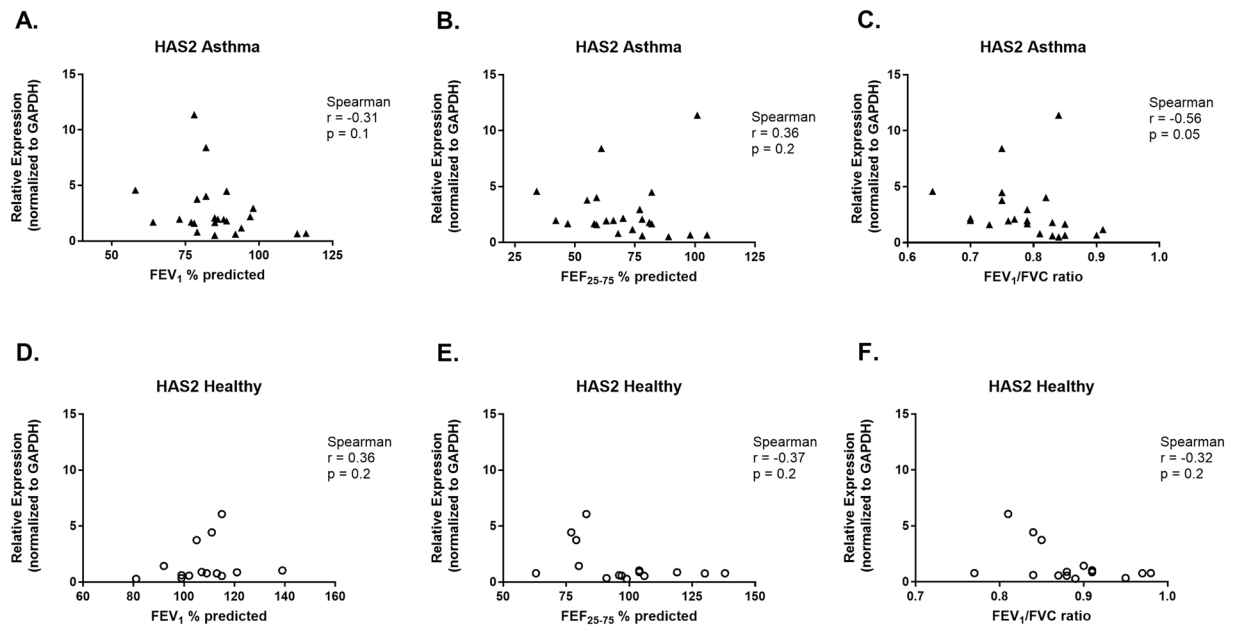 A.
HAS2 Asthma
Relative Expression
(normalized to GAPDH)
15
10
5
0
50
75
100
125
FEV1 % predicted
Spearman
r = -0.31
p = 0.1
B.
HAS2 Asthma
Relative Expression
(normalized to GAPDH)
15
10
5
0
25
50
75
100
125
FEF25-75 % predicted
Spearman
r = 0.36
p = 0.2
C.
HAS2 Asthma
Relative Expression
(normalized to GAPDH)
15
10
5
0
0.6
0.7
0.8
0.9
1.0
FEV1/FVC ratio
Spearman
r = -0.56
p = 0.05
D.
HAS2 Healthy
Relative Expression
(normalized to GAPDH)
15
10
5
0
60
80
100
120
140
160
FEV1 % predicted
Spearman
r = 0.36
p = 0.2
E.
HAS2 Healthy
Relative Expression
(normalized to GAPDH)
15
10
5
0
50
75
100
125
150
FEF25-75 % predicted
Spearman
r = -0.37
p = 0.2
F.
HAS2 Healthy
Relative Expression
(normalized to GAPDH)
15
10
5
0
0.7
0.8
0.9
1.0
FEV1/FVC ratio
Spearman
r = -0.32
p = 0.2